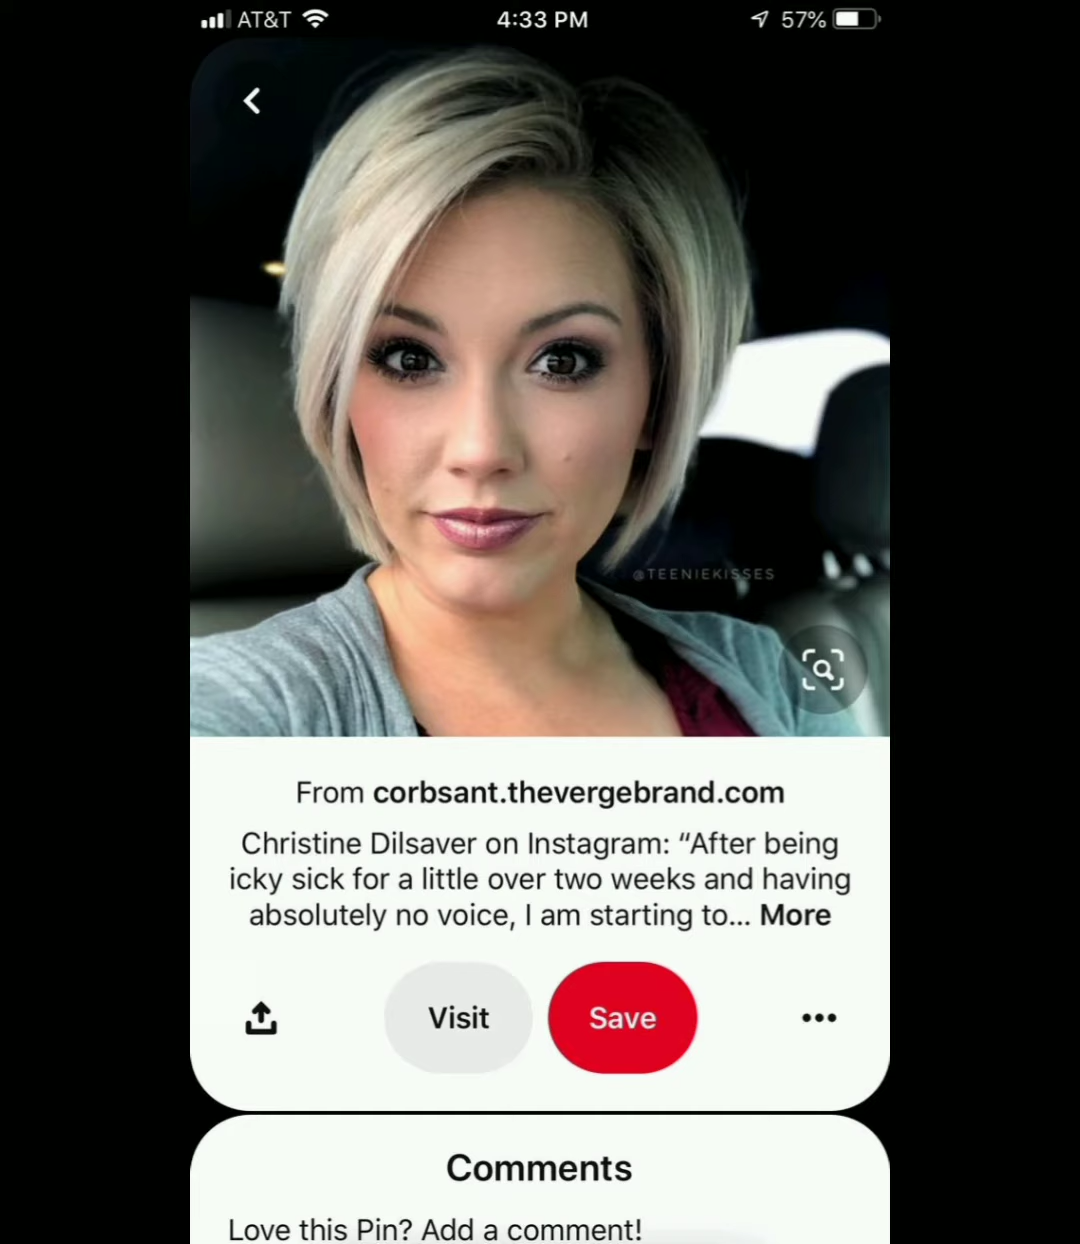 AT&T 4:33 PM 57%
@TEENIEKISSES
From corbsant.thevergebrand.com
Christine Dilsaver on Instagram: “After being
icky sick for a little over two weeks and having
absolutely no voice, I am starting to... More
Visit Save
Comments
Love this Pin? Add a comment!